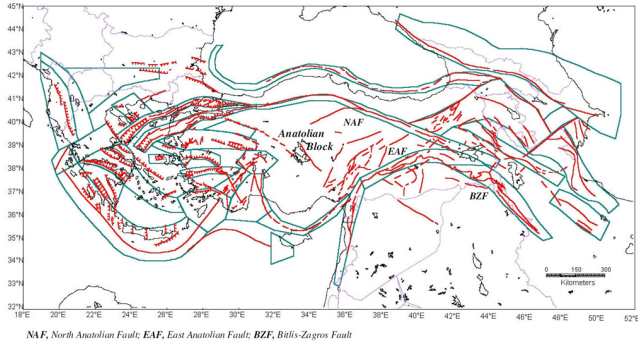 45°N
44°N
43°N
42°N
41°N
40°N
39°N
38°N
37°N
36°N
35°N
34°N
33°N
32°N
NAF
Anatolian
Block
EAF
BZF
0 150 300
Kilometers
18°E 20°E 22°E 24°E 26°E 28°E 30°E 32°E 34°E 36°E 38°E 40°E 42°E 44°E 46°E 48°E 50°E 52°E
NAF, North Anatolian Fault; EAF, East Anatolian Fault; BZF, Bitlis-Zagros Fault